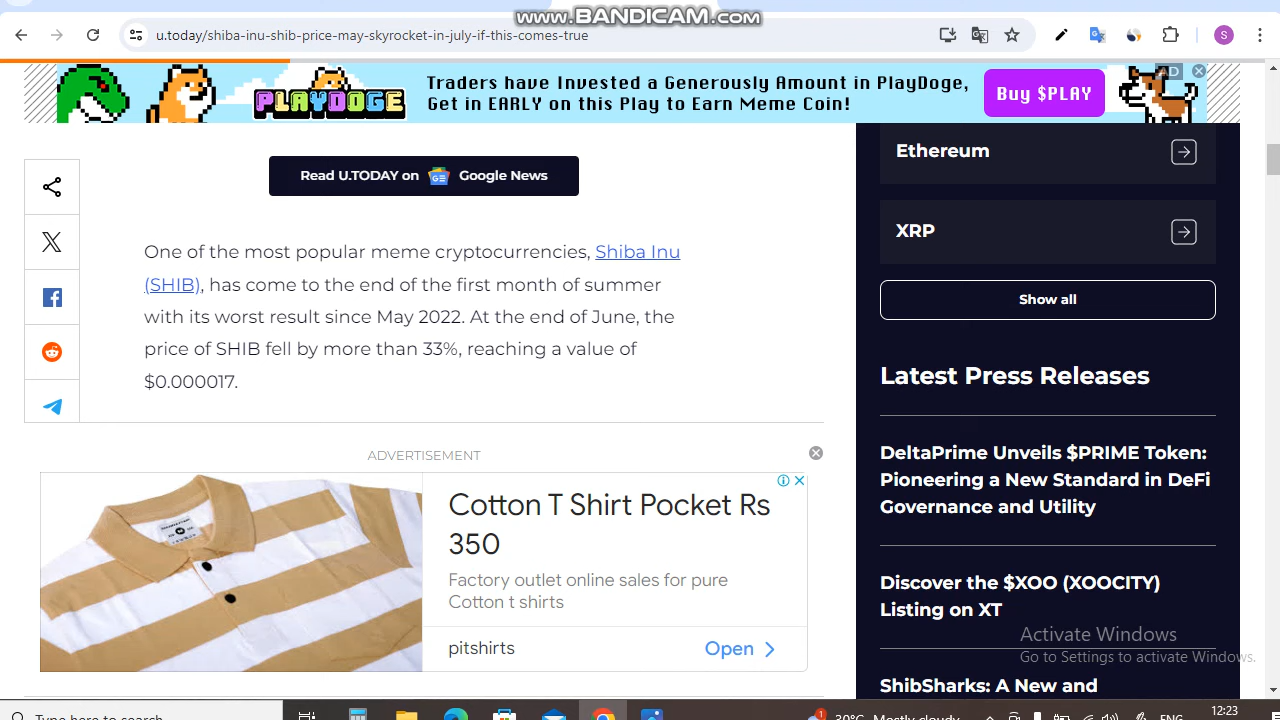 www.BANDICAM.com
u.today/shiba-inu-shib-price-may-skyrocket-in-july-if-this-comes-true
S
AD
PLAYDOGE
Trarers have Invested a Generously Amount in PlayDoge,
Get in EARLY on this Play to Earn Meme Coin!
Buy $PLAY
Read U.TODAY on Google News
One of the most popular meme cryptocurrencies, Shiba Inu
(SHIB), has come to the end of the first month of summer
with its worst result since May 2022. At the end of June, the
price of SHIB fell by more than 33%, reaching a value of
$0.000017.
ADVERTISEMENT
Cotton T Shirt Pocket Rs
350
Factory outlet online sales for pure
Cotton t shirts
pitshirts
Open
Ethereum
XRP
Show all
Latest Press Releases
DeltaPrime Unveils $PRIME Token:
Pioneering a New Standard in DeFi
Governance and Utility
Discover the $XOO (XOOCITY)
Listing on XT
ShibSharks: A New and
Activate Windows
Go to Settings to activate Windows.
Type here to search
1
30°C Mostly cloudy
ENG
12:23